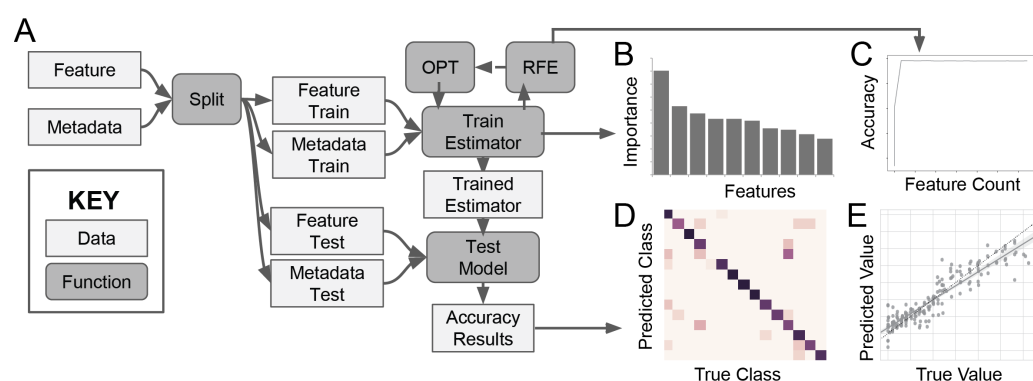 A
Feature
Metadata
Split
Feature
Train
Metadata
Train
Feature
Test
Metadata
Test
OPT
RFE
Train
Estimator
Trained
Estimator
Test
Model
Accuracy
Results
KEY
Data
Function
B
Importance
Features
C
Accuracy
Feature Count
D
Predicted Class
True Class
E
Predicted Value
True Value